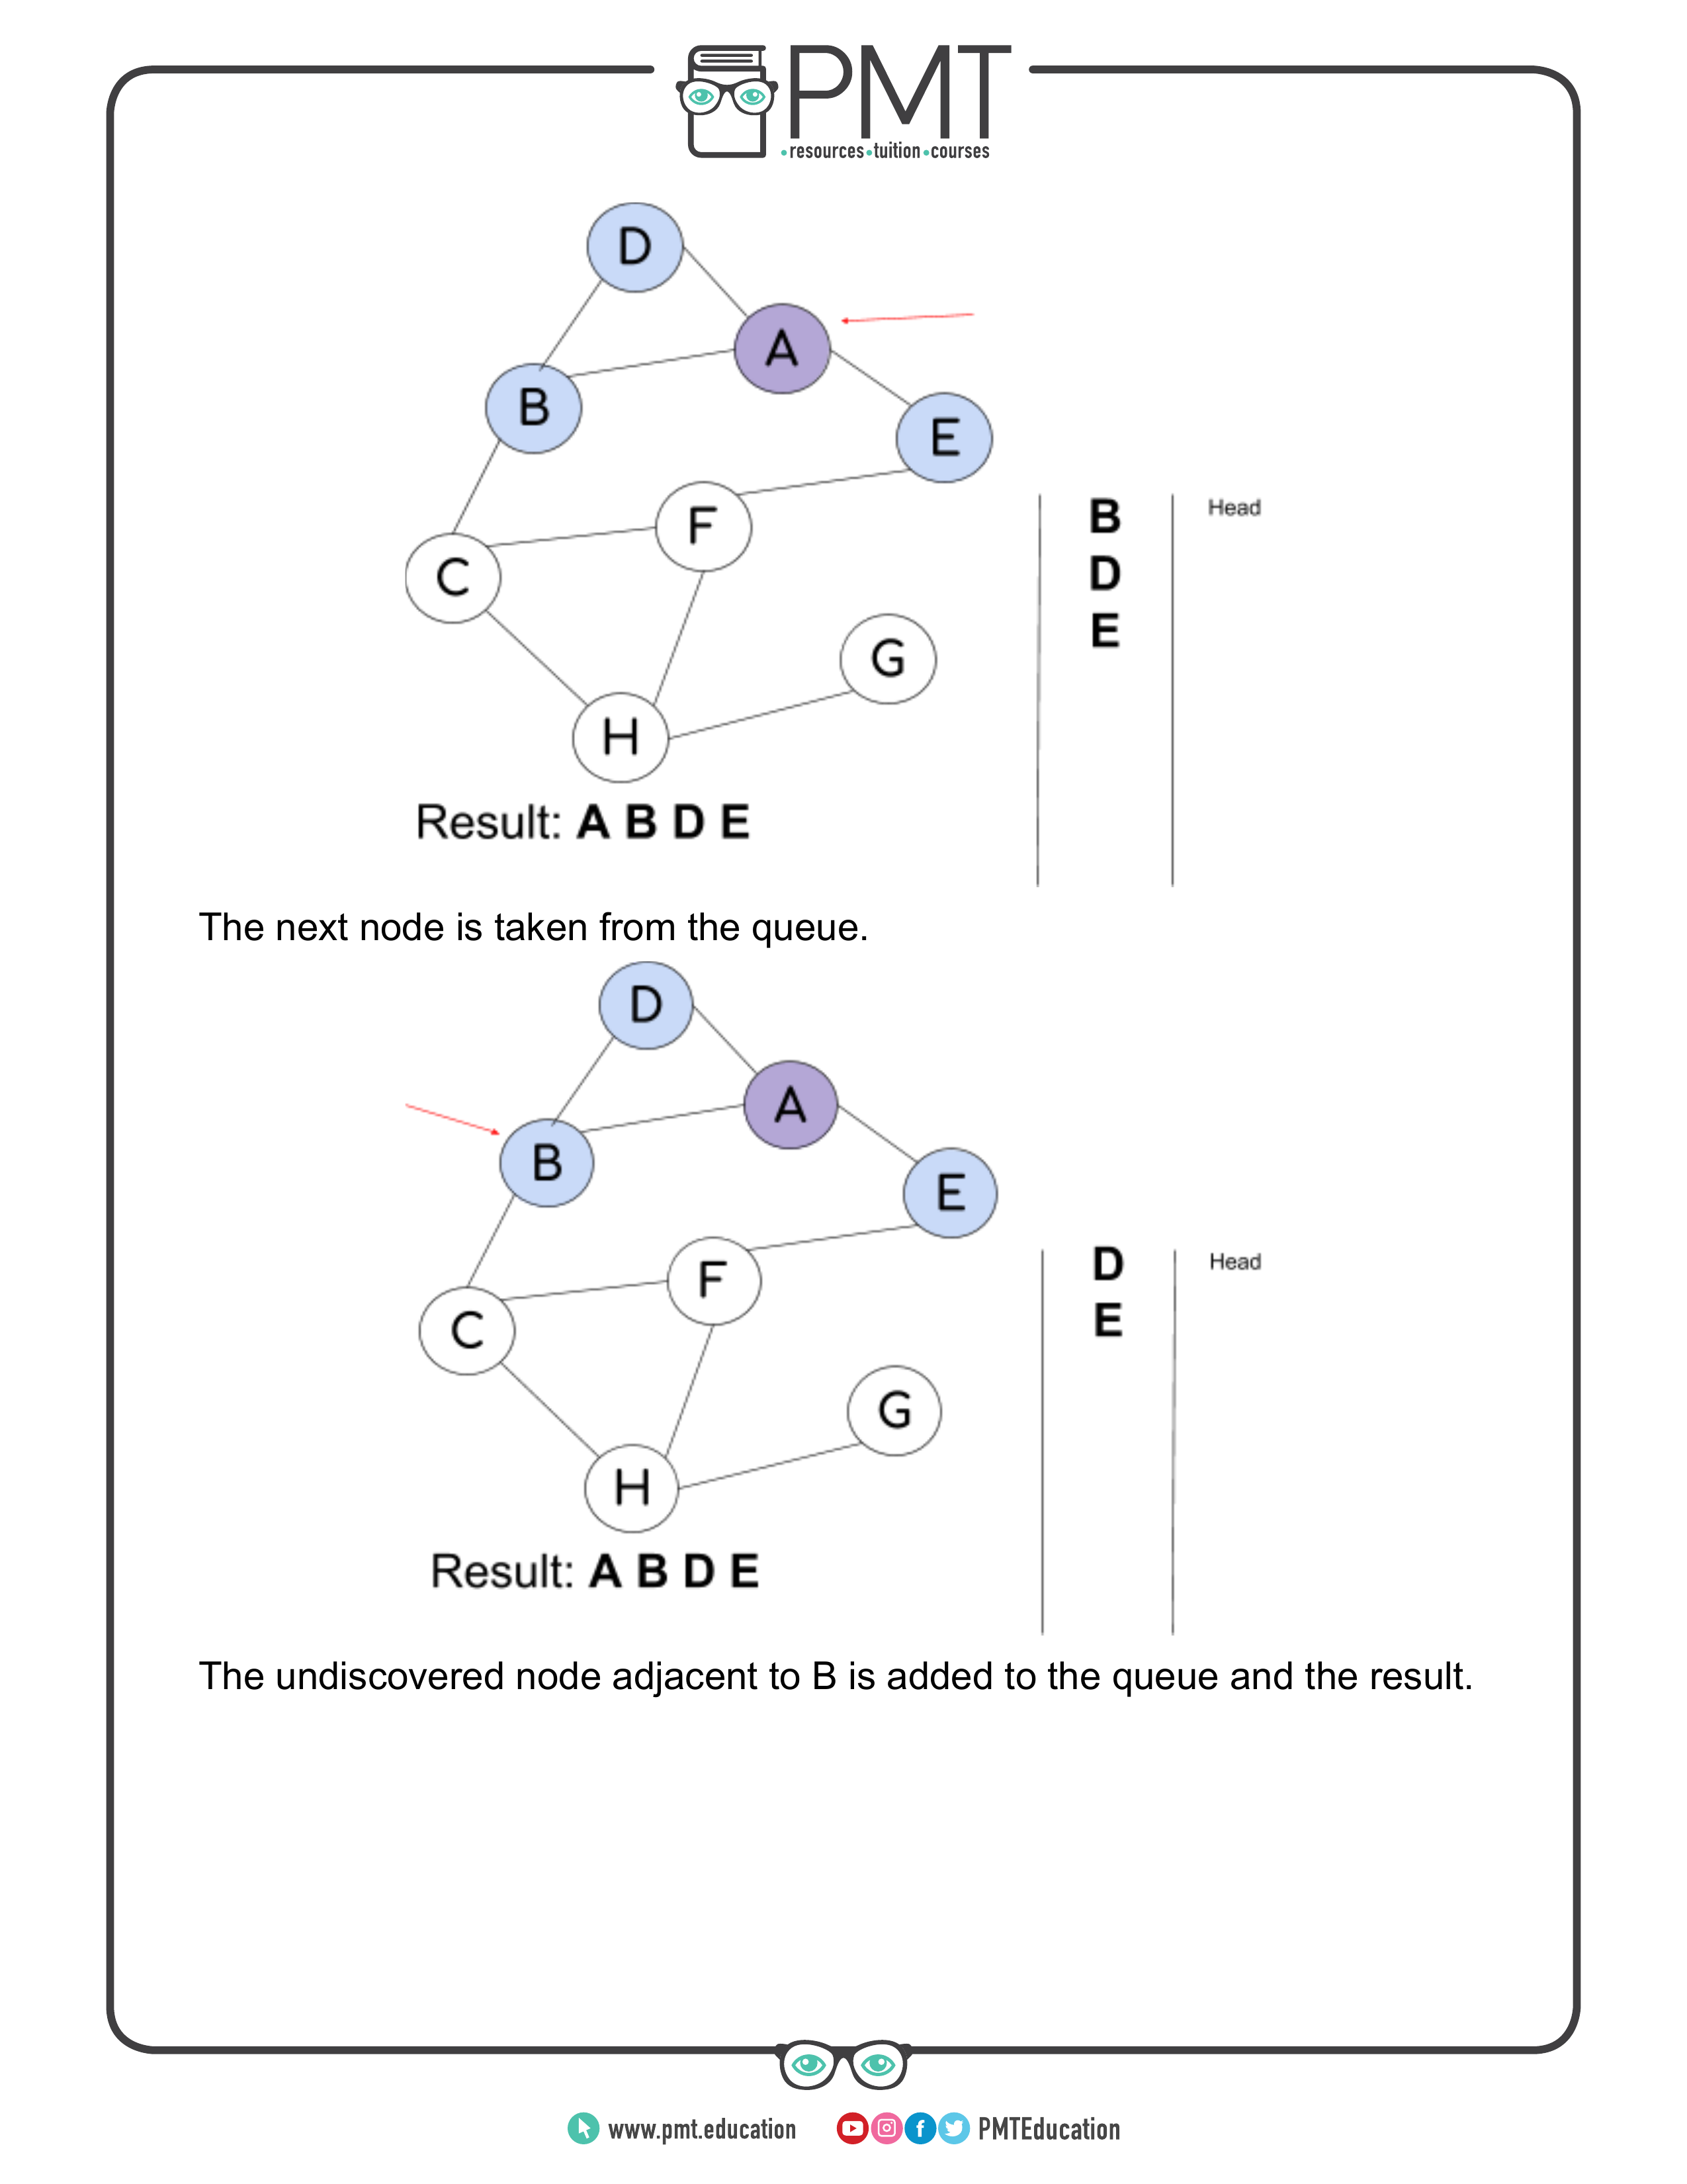 PMT
•resources•tuition•courses
D
A
B
E
F
C
G
H
B
D
E
Head
Result: A B D E
The next node is taken from the queue.
D
A
B
E
F
C
G
H
D
E
Head
Result: A B D E
The undiscovered node adjacent to B is added to the queue and the result.
www.pmt.education
PMTEducation